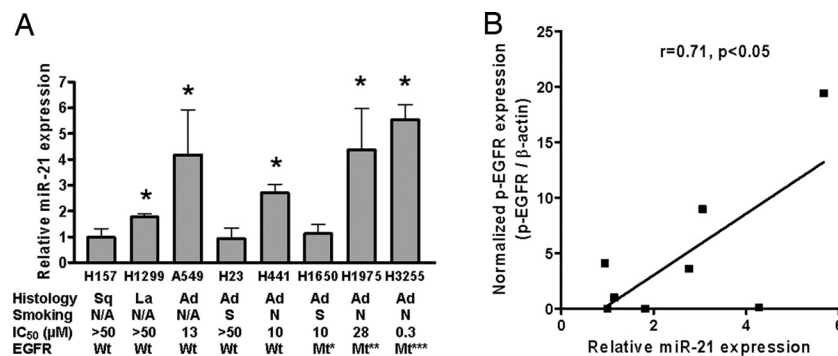 A
Relative miR-21 expression
7
6
5
4
3
2
1
0
* * * * *
H157 H1299 A549 H23 H441 H1650 H1975 H3255
Histology Sq La Ad Ad Ad Ad Ad Ad
Smoking N/A N/A N/A S N S N N
IC50 (μM) >50 >50 13 >50 10 10 28 0.3
EGFR Wt Wt Wt Wt Wt Mt* Mt** Mt***
B
r=0.71, p<0.05
Normalized p-EGFR expression
(p-EGFR / β-actin)
25
20
15
10
5
0
0 2 4 6
Relative miR-21 expression